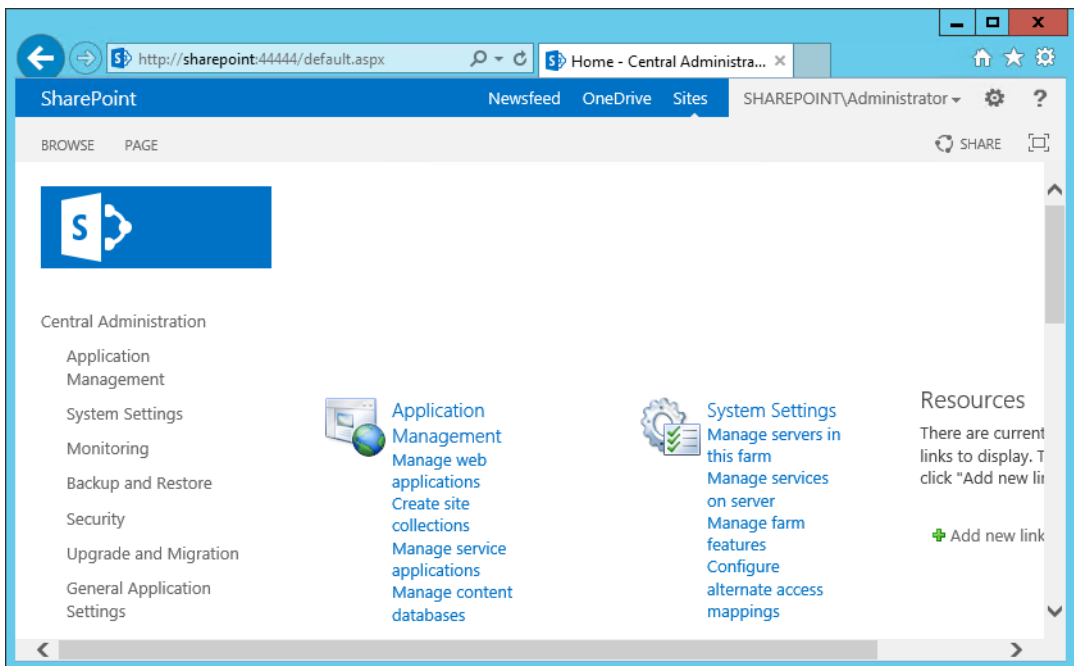 http://sharepoint:44444/default.aspx
Home - Central Administra...
SharePoint
Newsfeed OneDrive Sites SHAREPOINT\Administrator ?
BROWSE PAGE SHARE
S
Central Administration
Application
Management
System Settings
Monitoring
Backup and Restore
Security
Upgrade and Migration
General Application
Settings
Application
Management
Manage web
applications
Create site
collections
Manage service
applications
Manage content
databases
System Settings
Manage servers in
this farm
Manage services
on server
Manage farm
features
Configure
alternate access
mappings
Resources
There are current
links to display. T
click "Add new lin
Add new link